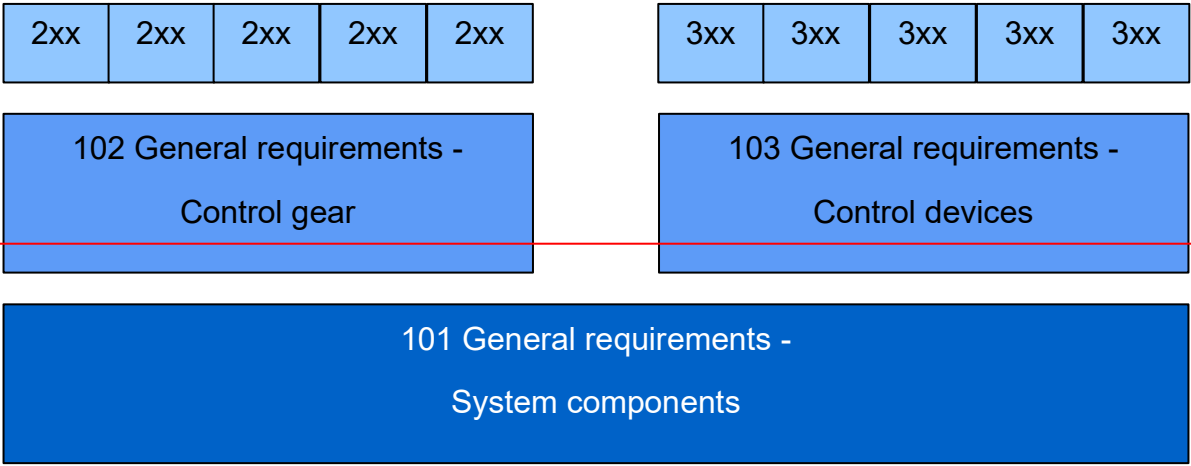 2xx 2xx 2xx 2xx 2xx 3xx 3xx 3xx 3xx 3xx
102 General requirements -
Control gear
103 General requirements -
Control devices
101 General requirements -
System components